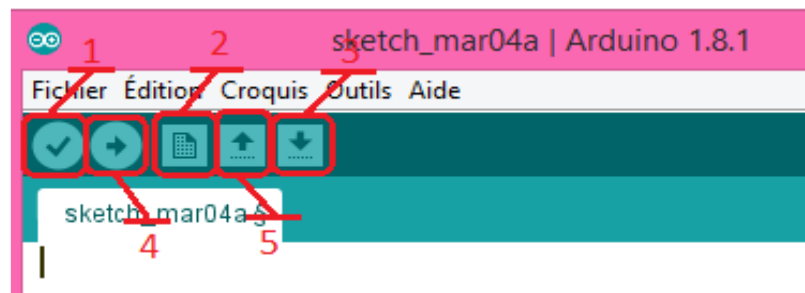 sketch_mar04a | Arduino 1.8.1
1 2 3
Fichier Édition Croquis Outils Aide
sketch_mar04a §
4 5